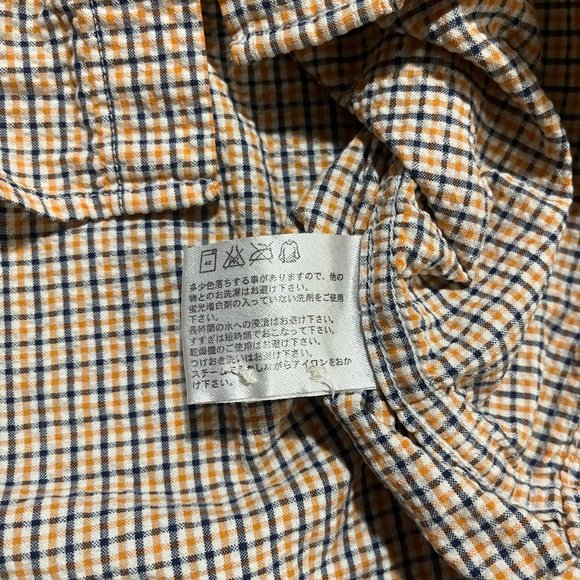 多少色落ちする事がありますので、他の
物とのお洗濯はお避け下さい。
蛍光増白剤の入っていない洗剤をご使用
下さい。
長時間の水への浸漬はお避け下さい。
すすぎは短時間でおこなって下さい。
乾燥機のご使用はお避け下さい。
つけおき洗いはお避け下さい。
スチームでうかしながらアイロンをおか
け下さい。